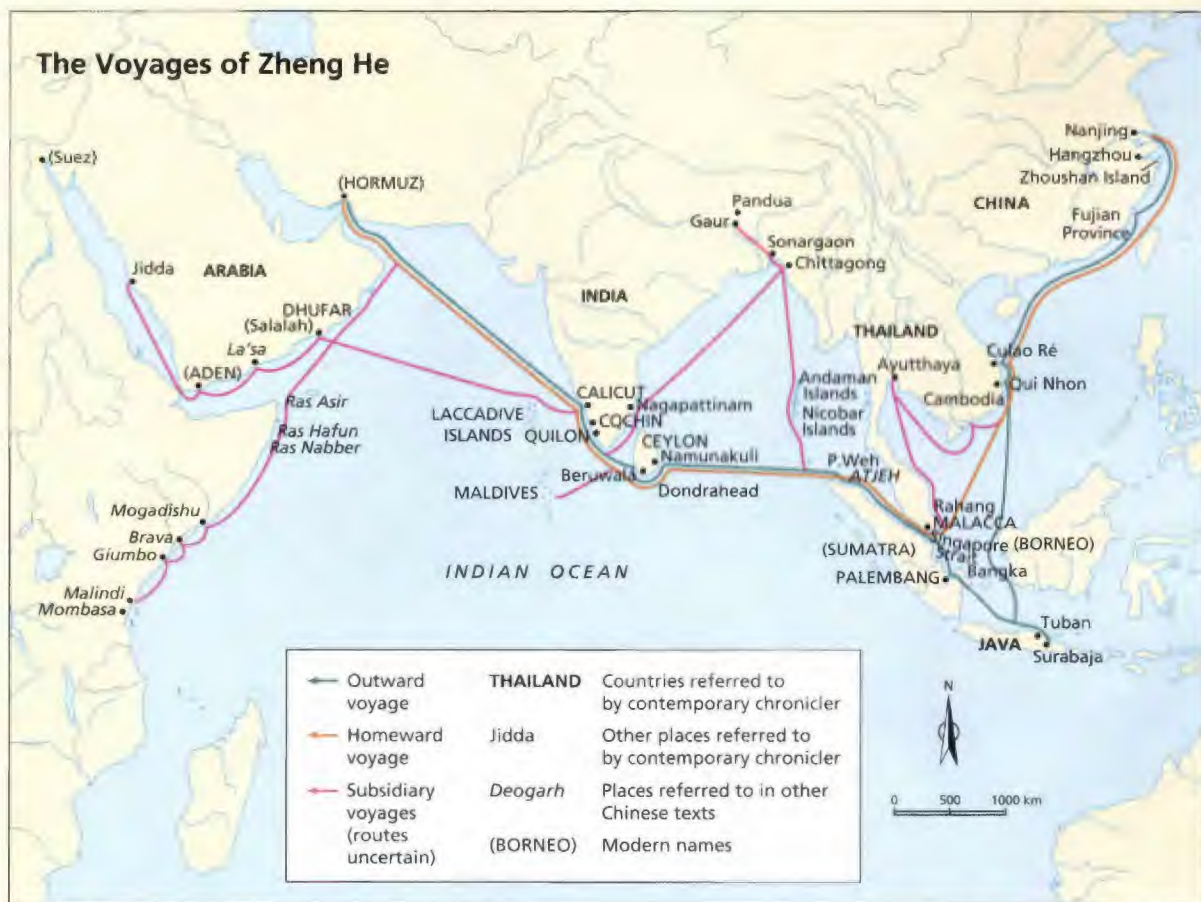 The Voyages of Zheng He
(Suez)
(HORMUZ)
Jidda
ARABIA
DHUFAR
(Salalah)
La'sa
(ADEN)
Ras Asir
Ras Hafun
Ras Nabber
Mogadishu
Brava
Giumbo
Malindi
Mombasa
Pandua
Gaur
Sonargaon
Chittagong
INDIA
CALICUT
Nagapattinam
LACCADIVE
ISLANDS
COCHIN
QUILON
CEYLON
Namunakuli
Beruwala
MALDIVES
Dondrahead
INDIAN OCEAN
Nanjing
Hangzhou
Zhoushan Island
CHINA
Fujian
Province
THAILAND
Ayutthaya
Culao Ré
Qui Nhon
Cambodia
Andaman
Islands
Nicobar
Islands
P.Weh
ATJEH
Rahang
MALACCA
Strait
(SUMATRA)
(BORNEO)
PALEMBANG
Bangka
Tuban
JAVA
Surabaja
Outward
voyage
Homeward
voyage
Subsidiary
voyages
(routes
uncertain)
THAILAND Countries referred to
by contemporary chronicler
Jidda Other places referred to
by contemporary chronicler
Deogarh Places referred to in other
Chinese texts
(BORNEO) Modern names
N
0 500 1000 km